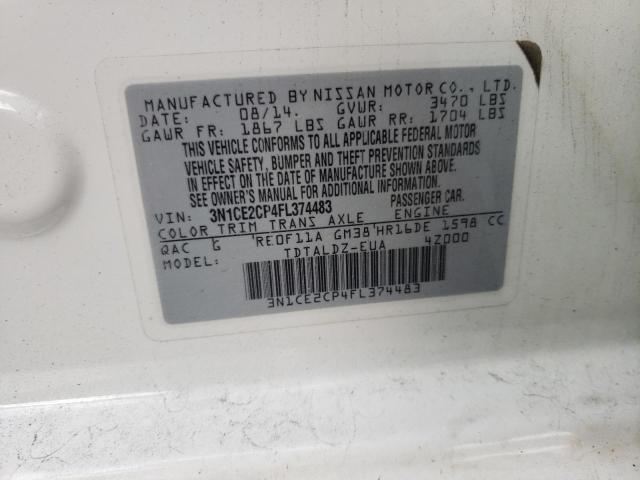 MANUFACTURED BY NISSAN MOTOR CO., LTD.
DATE: 08/14. GVWR: 3470 LBS
GAWR FR: 1867 LBS GAWR RR: 1704 LBS
THIS VEHICLE CONFORMS TO ALL APPLICABLE FEDERAL MOTOR
VEHICLE SAFETY, BUMPER AND THEFT PREVENTION STANDARDS
IN EFFECT ON THE DATE OF MANUFACTURE SHOWN ABOVE.
SEE OWNER'S MANUAL FOR ADDITIONAL INFORMATION.
VIN: 3N1CE2CP4FL374483 PASSENGER CAR.
COLOR TRIM TRANS AXLE ENGINE
QAC G 'RE0F11A GM38'HR16DE 1598 CC
MODEL: TDTALDZ-EUA 4Z000
3N1CE2CP4FL374483